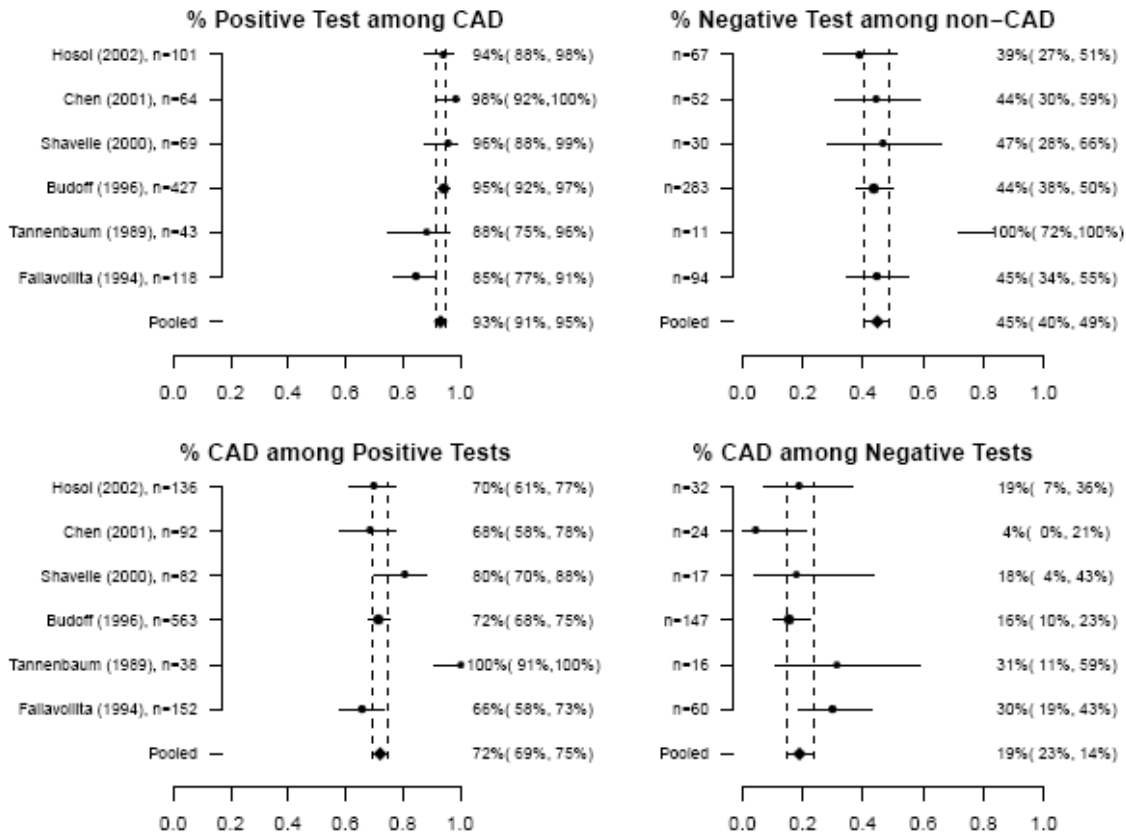 % Positive Test among CAD
Hosol (2002), n=101 94%( 88%, 98%)
Chen (2001), n=64 98%( 92%,100%)
Shavelle (2000), n=69 96%( 88%, 99%)
Budoff (1996), n=427 95%( 92%, 97%)
Tannenbaum (1989), n=43 88%( 75%, 96%)
Fallavollita (1994), n=118 85%( 77%, 91%)
Pooled 93%( 91%, 95%)
0.0 0.2 0.4 0.6 0.8 1.0
% Negative Test among non-CAD
n=67 39%( 27%, 51%)
n=52 44%( 30%, 59%)
n=30 47%( 28%, 66%)
n=283 44%( 38%, 50%)
n=11 100%( 72%,100%)
n=94 45%( 34%, 55%)
Pooled 45%( 40%, 49%)
0.0 0.2 0.4 0.6 0.8 1.0
% CAD among Positive Tests
Hosol (2002), n=136 70%( 61%, 77%)
Chen (2001), n=92 68%( 58%, 78%)
Shavelle (2000), n=82 80%( 70%, 88%)
Budoff (1996), n=563 72%( 68%, 75%)
Tannenbaum (1989), n=38 100%( 91%,100%)
Fallavollita (1994), n=152 66%( 58%, 73%)
Pooled 72%( 69%, 75%)
0.0 0.2 0.4 0.6 0.8 1.0
% CAD among Negative Tests
n=32 19%( 7%, 36%)
n=24 4%( 0%, 21%)
n=17 18%( 4%, 43%)
n=147 16%( 10%, 23%)
n=16 31%( 11%, 59%)
n=60 30%( 19%, 43%)
Pooled 19%( 23%, 14%)
0.0 0.2 0.4 0.6 0.8 1.0